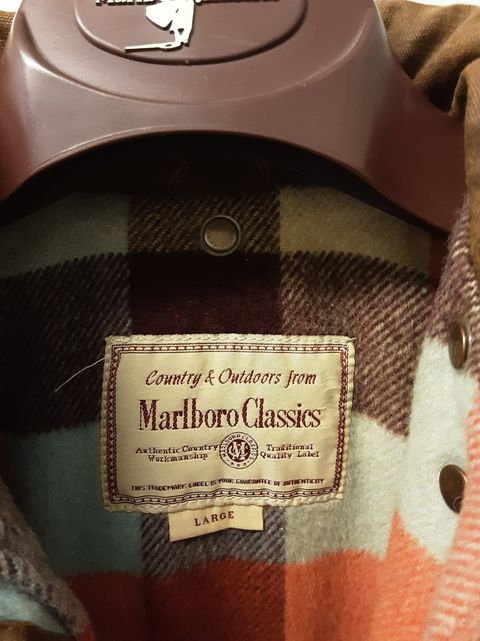 Country & Outdoors from
Marlboro Classics
Authentic Country Traditional
Workmanship Quality Label
THIS TRADEMARK LABEL IS YOUR GUARANTEE OF AUTHENTICITY
LARGE